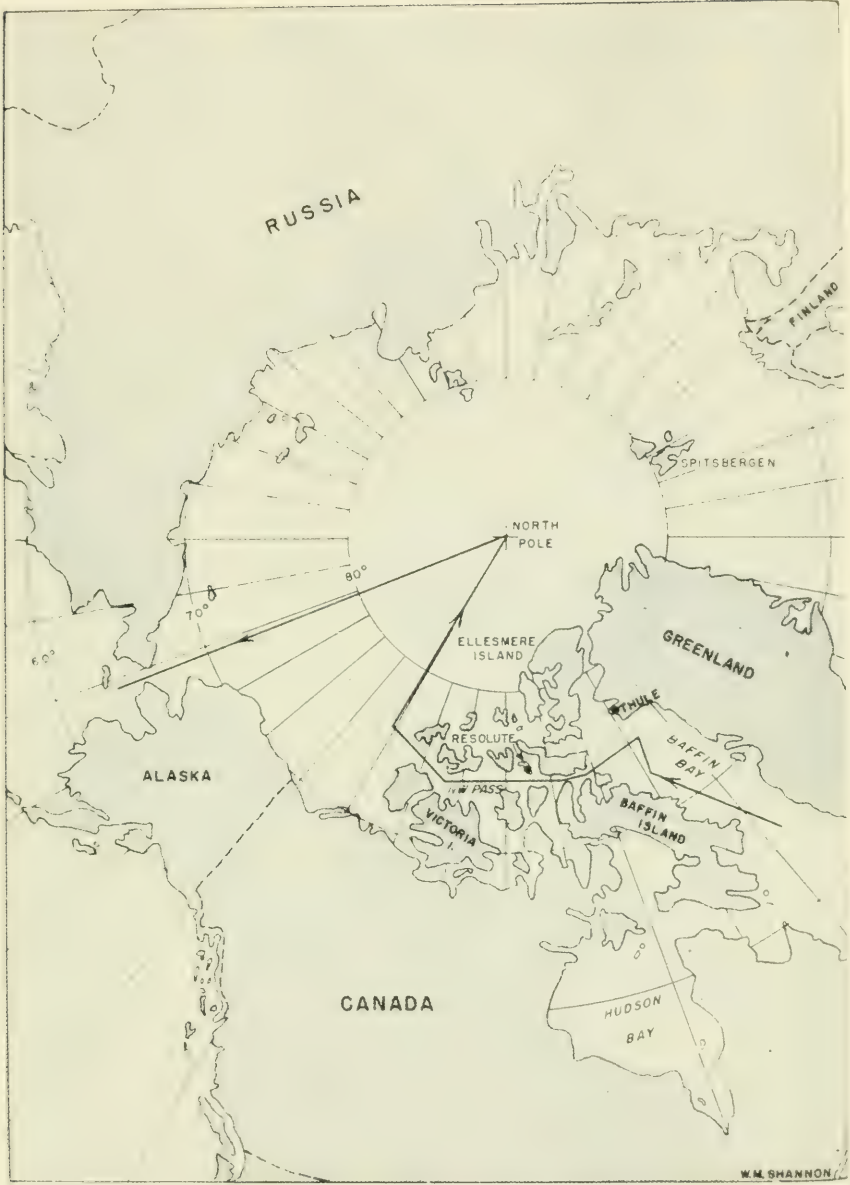 RUSSIA
FINLAND
SPITSBERGEN
NORTH
POLE
80°
70°
60°
ELLESMERE
ISLAND
GREENLAND
THULE
RESOLUTE
BAFFIN
BAY
ALASKA
NW PASS
VICTORIA
I.
BAFFIN
ISLAND
CANADA
HUDSON
BAY
W.M. SHANNON